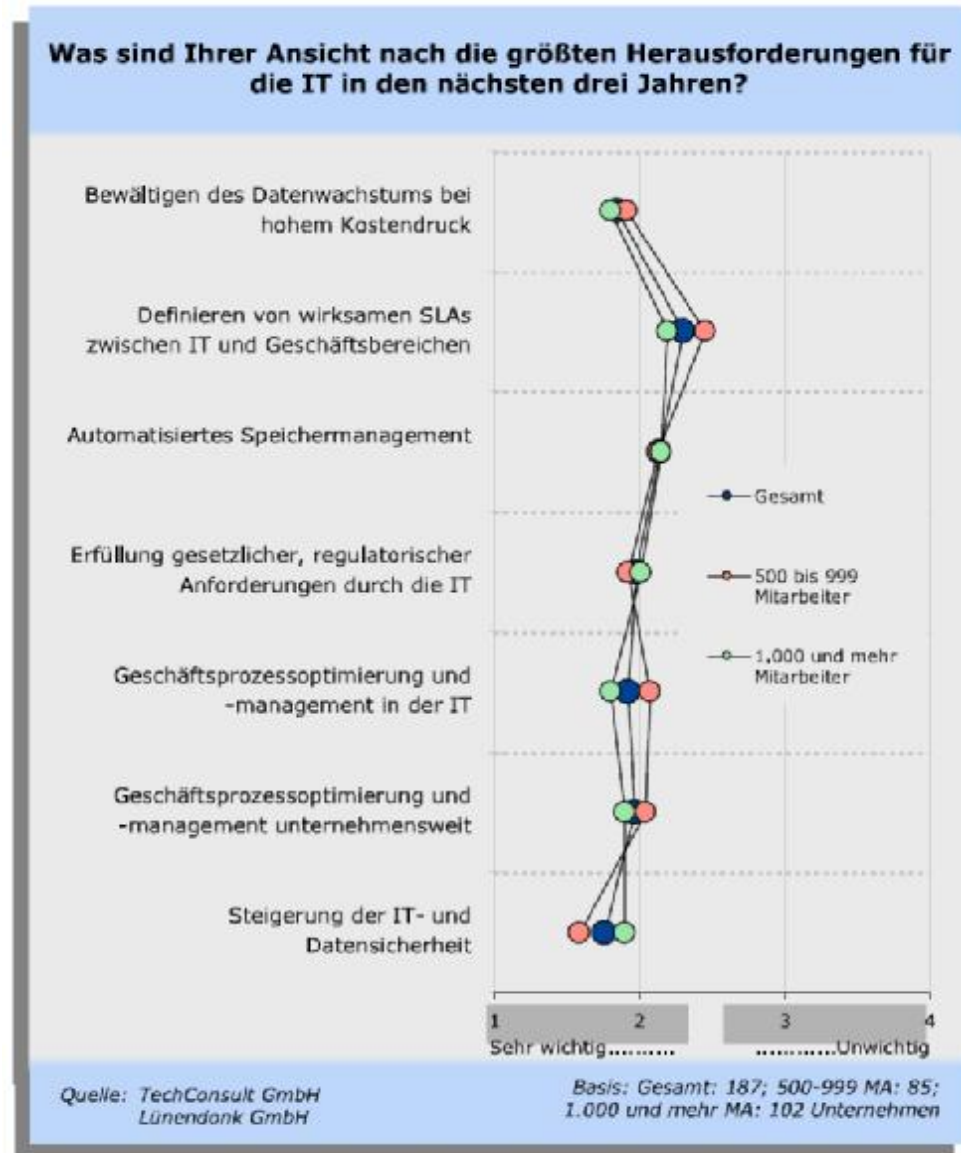 Was sind Ihrer Ansicht nach die größten Herausforderungen für
die IT in den nächsten drei Jahren?
Bewältigen des Datenwachstums bei
hohem Kostendruck
Definieren von wirksamen SLAs
zwischen IT und Geschäftsbereichen
Automatisiertes Speichermanagement
Gesamt
Erfüllung gesetzlicher, regulatorischer
Anforderungen durch die IT
500 bis 999
Mitarbeiter
Geschäftsprozessoptimierung und
-management in der IT
1.000 und mehr
Mitarbeiter
Geschäftsprozessoptimierung und
-management unternehmensweit
Steigerung der IT- und
Datensicherheit
1 2 3 4
Sehr wichtig.......... ............Unwichtig
Quelle: TechConsult GmbH
Lünendonk GmbH
Basis: Gesamt: 187; 500-999 MA: 85;
1.000 und mehr MA: 102 Unternehmen